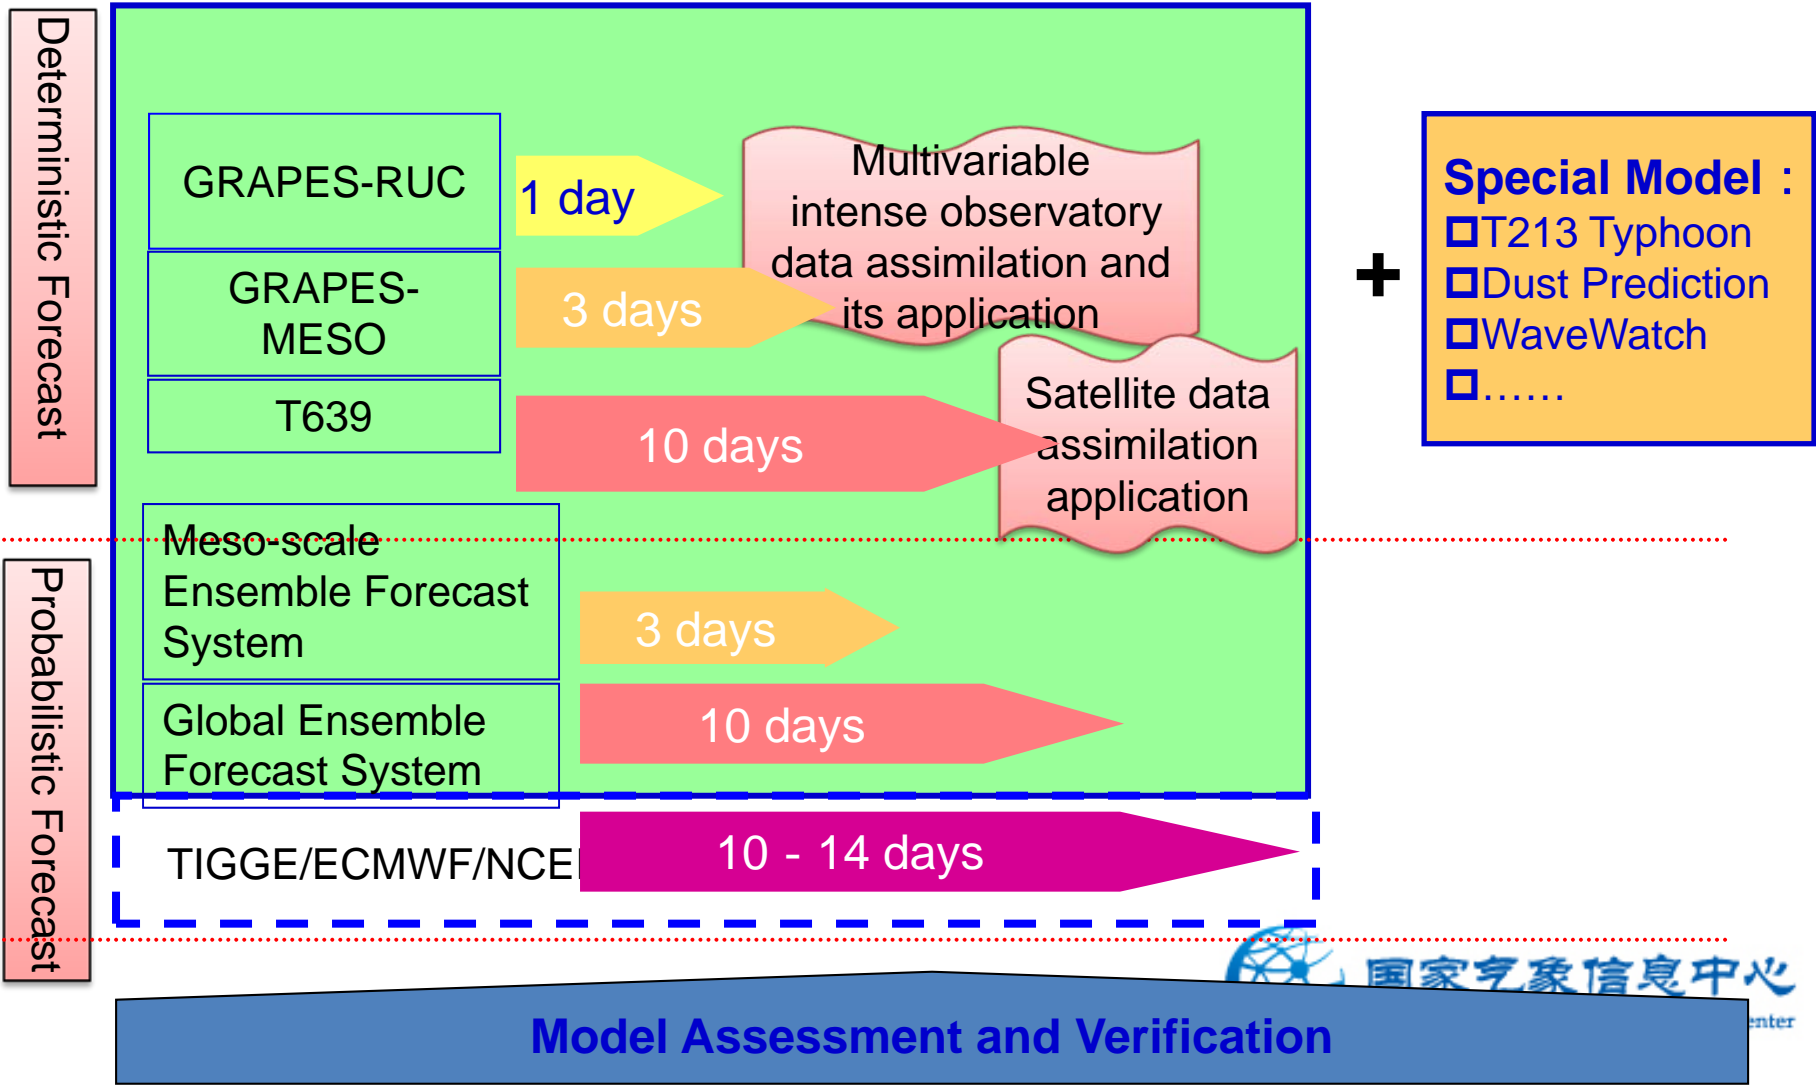 Deterministic Forecast
GRAPES-RUC
1 day
Multivariable
intense observatory
data assimilation and
its application
GRAPES-
MESO
3 days
T639
10 days
Satellite data
assimilation
application
+
Special Model :
T213 Typhoon
Dust Prediction
WaveWatch
......
Probabilistic Forecast
Meso-scale
Ensemble Forecast
System
3 days
Global Ensemble
Forecast System
10 days
TIGGE/ECMWF/NCE
10 - 14 days
国家气象信息中心
enter
Model Assessment and Verification